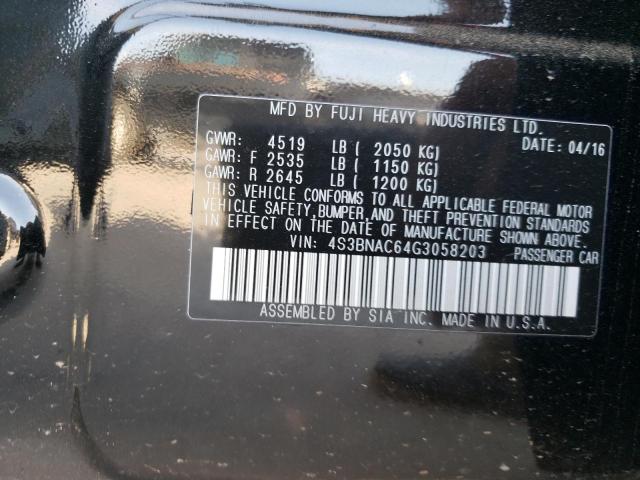 MFD BY FUJI HEAVY INDUSTRIES LTD.
GVWR: 4519 LB ( 2050 KG) DATE: 04/16
GAWR: F 2535 LB ( 1150 KG)
GAWR: R 2645 LB ( 1200 KG)
THIS VEHICLE CONFORMS TO ALL APPLICABLE FEDERAL MOTOR
VEHICLE SAFETY,BUMPER,AND THEFT PREVENTION STANDARDS
IN EFFECT ON THE DATE OF MANUFACTURE SHOWN ABOVE.
VIN: 4S3BNAC64G3058203 PASSENGER CAR
ASSEMBLED BY SIA INC. MADE IN U.S.A.